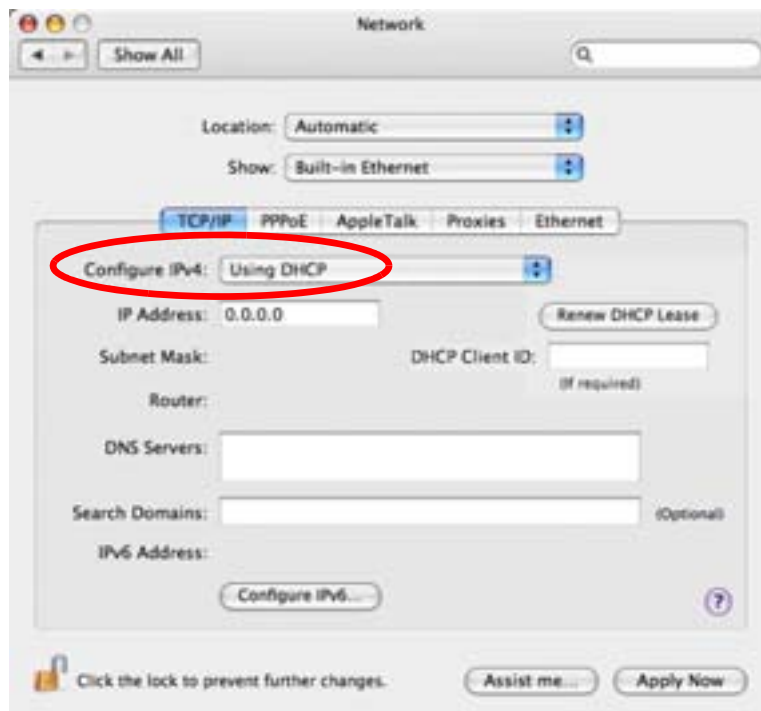 Network
Show All
Location: Automatic
Show: Built-in Ethernet
TCP/IP PPPoE AppleTalk Proxies Ethernet
Configure IPv4: Using DHCP
IP Address: 0.0.0.0 Renew DHCP Lease
Subnet Mask: DHCP Client ID:
(If required)
Router:
DNS Servers:
Search Domains: (Optional)
IPv6 Address:
Configure IPv6... ?
Click the lock to prevent further changes. Assist me... Apply Now